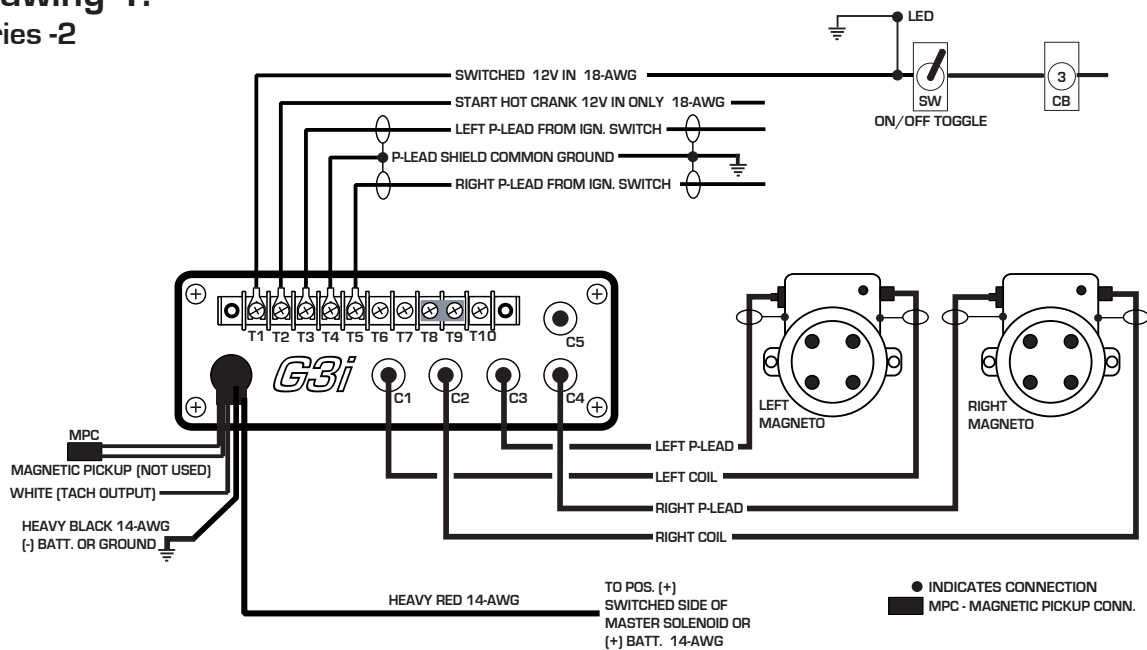 ries -2
LED
SWITCHED 12V IN 18-AWG
3
SW
CB
START HOT CRANK 12V IN ONLY 18-AWG
ON/OFF TOGGLE
LEFT P-LEAD FROM IGN. SWITCH
P-LEAD SHIELD COMMON GROUND
RIGHT P-LEAD FROM IGN. SWITCH
T1 T2 T3 T4 T5 T6 T7 T8 T9 T10
C5
G3i
C1 C2 C3 C4
LEFT
MAGNETO
RIGHT
MAGNETO
MPC
MAGNETIC PICKUP (NOT USED)
WHITE (TACH OUTPUT)
HEAVY BLACK 14-AWG
(-) BATT. OR GROUND
LEFT P-LEAD
LEFT COIL
RIGHT P-LEAD
RIGHT COIL
HEAVY RED 14-AWG
TO POS. (+)
SWITCHED SIDE OF
MASTER SOLENOID OR
(+) BATT. 14-AWG
INDICATES CONNECTION
MPC - MAGNETIC PICKUP CONN.